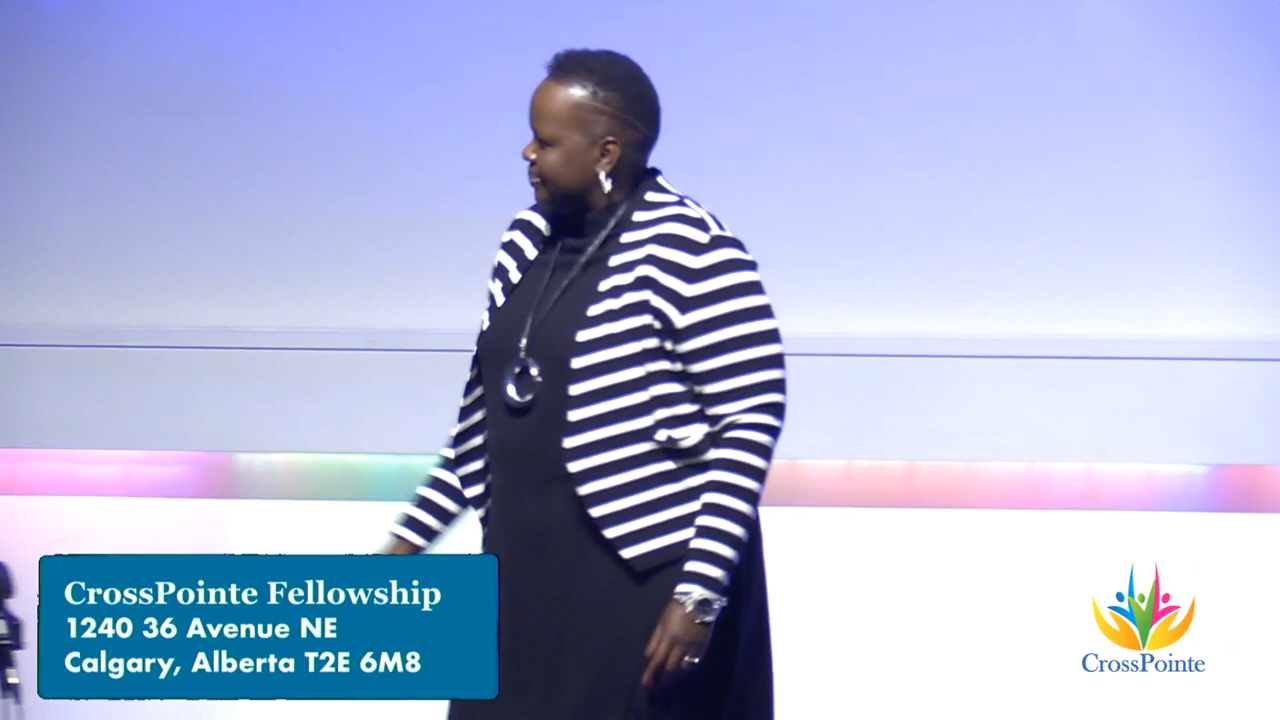 CrossPointe Fellowship
1240 36 Avenue NE
Calgary, Alberta T2E 6M8
CrossPointe